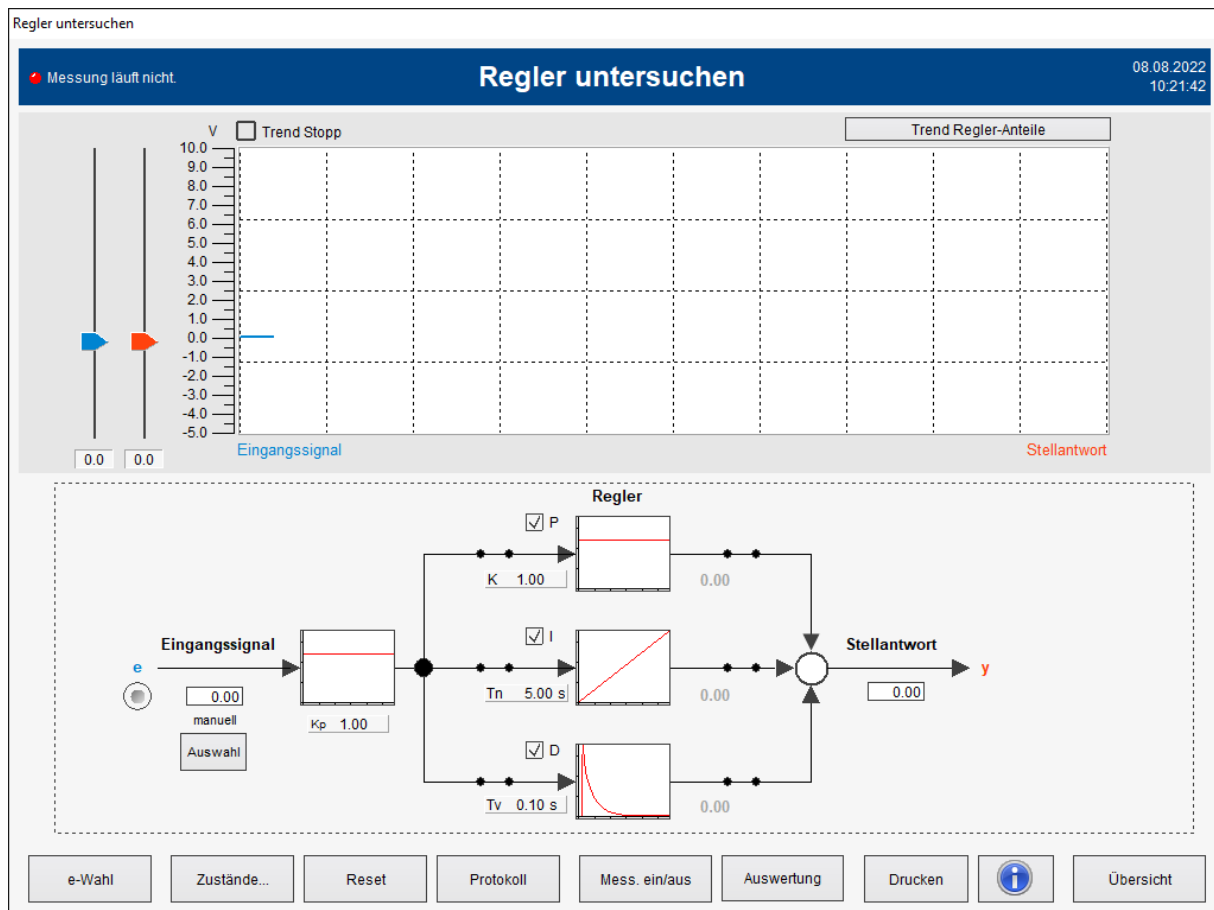 Regler untersuchen
Messung läuft nicht.
Regler untersuchen
08.08.2022
10:21:42
V
Trend Stopp
Trend Regler-Anteile
10.0
9.0
8.0
7.0
6.0
5.0
4.0
3.0
2.0
1.0
0.0
-1.0
-2.0
-3.0
-4.0
-5.0
0.0 0.0
Eingangssignal
Stellantwort
Regler
P
K 1.00
0.00
Eingangssignal
e
0.00
manuell
Auswahl
Kp 1.00
I
Tn 5.00 s
0.00
Stellantwort
y
0.00
D
Tv 0.10 s
0.00
e-Wahl
Zustände...
Reset
Protokoll
Mess. ein/aus
Auswertung
Drucken
i
Übersicht